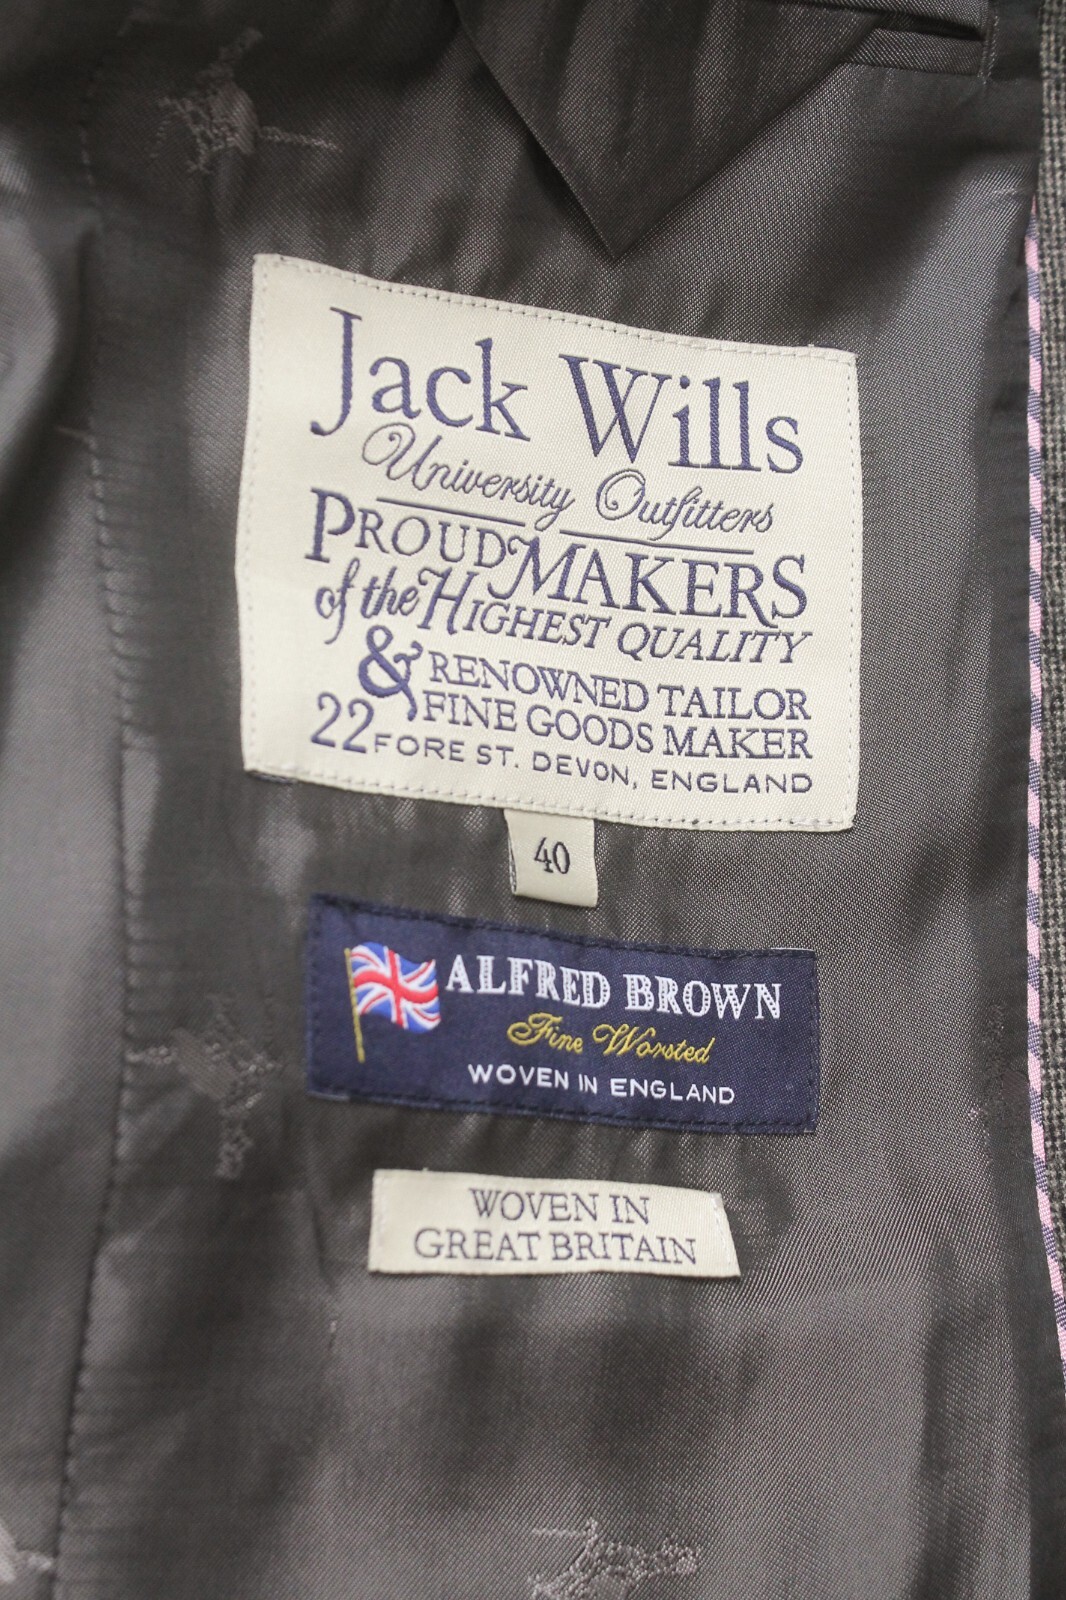 Jack Wills
University Outfitters
PROUD MAKERS
of the HIGHEST QUALITY
& RENOWNED TAILOR
FINE GOODS MAKER
22 FORE ST. DEVON, ENGLAND
40
ALFRED BROWN
Fine Worsted
WOVEN IN ENGLAND
WOVEN IN
GREAT BRITAIN